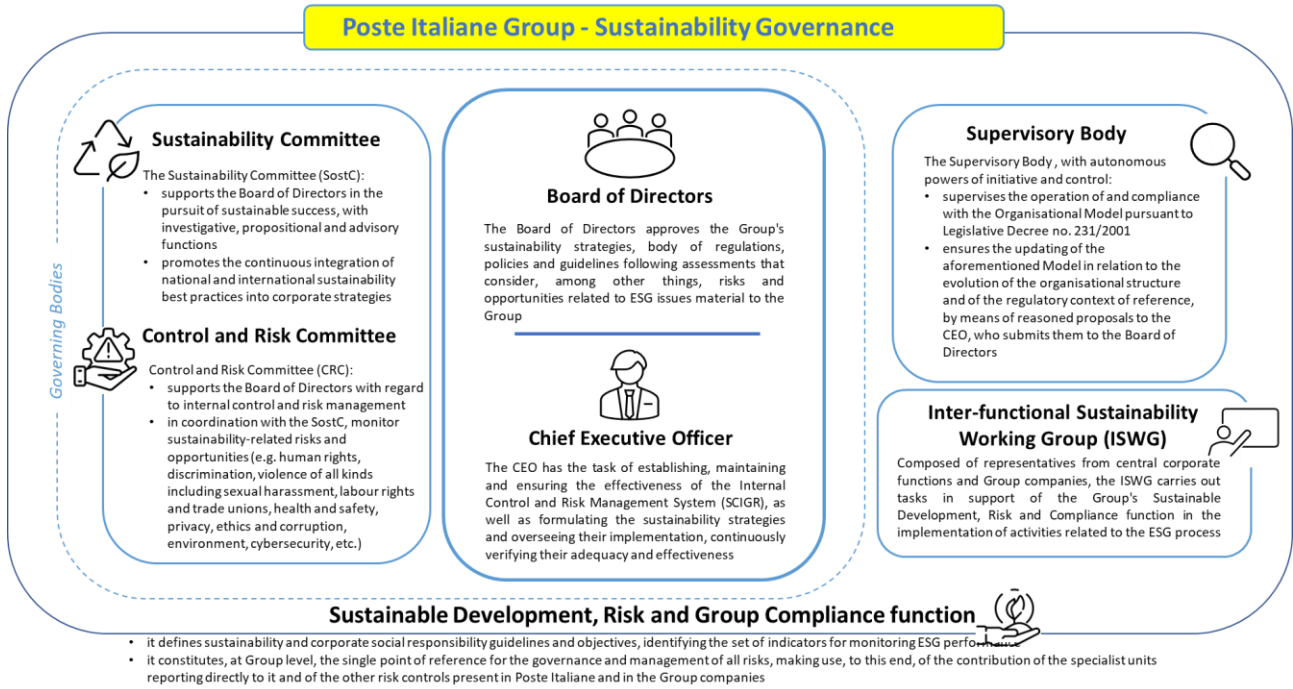 Poste Italiane Group - Sustainability Governance
Governing Bodies
Sustainability Committee
The Sustainability Committee (SostC):
• supports the Board of Directors in the
pursuit of sustainable success, with
investigative, propositional and advisory
functions
• promotes the continuous integration of
national and international sustainability
best practices into corporate strategies
Control and Risk Committee
Control and Risk Committee (CRC):
• supports the Board of Directors with regard
to internal control and risk management
• in coordination with the SostC, monitor
sustainability-related risks and
opportunities (e.g. human rights,
discrimination, violence of all kinds
including sexual harassment, labour rights
and trade unions, health and safety,
privacy, ethics and corruption,
environment, cybersecurity, etc.)
Board of Directors
The Board of Directors approves the Group's
sustainability strategies, body of regulations,
policies and guidelines following assessments that
consider, among other things, risks and
opportunities related to ESG issues material to the
Group
Chief Executive Officer
The CEO has the task of establishing, maintaining
and ensuring the effectiveness of the Internal
Control and Risk Management System (SCIGR), as
well as formulating the sustainability strategies
and overseeing their implementation, continuously
verifying their adequacy and effectiveness
Supervisory Body
The Supervisory Body , with autonomous
powers of initiative and control:
• supervises the operation of and compliance
with the Organisational Model pursuant to
Legislative Decree no. 231/2001
• ensures the updating of the
aforementioned Model in relation to the
evolution of the organisational structure
and of the regulatory context of reference,
by means of reasoned proposals to the
CEO, who submits them to the Board of
Directors
Inter-functional Sustainability
Working Group (ISWG)
Composed of representatives from central corporate
functions and Group companies, the ISWG carries out
tasks in support of the Group's Sustainable
Development, Risk and Compliance function in the
implementation of activities related to the ESG process
Sustainable Development, Risk and Group Compliance function
• it defines sustainability and corporate social responsibility guidelines and objectives, identifying the set of indicators for monitoring ESG performance
• it constitutes, at Group level, the single point of reference for the governance and management of all risks, making use, to this end, of the contribution of the specialist units
reporting directly to it and of the other risk controls present in Poste Italiane and in the Group companies